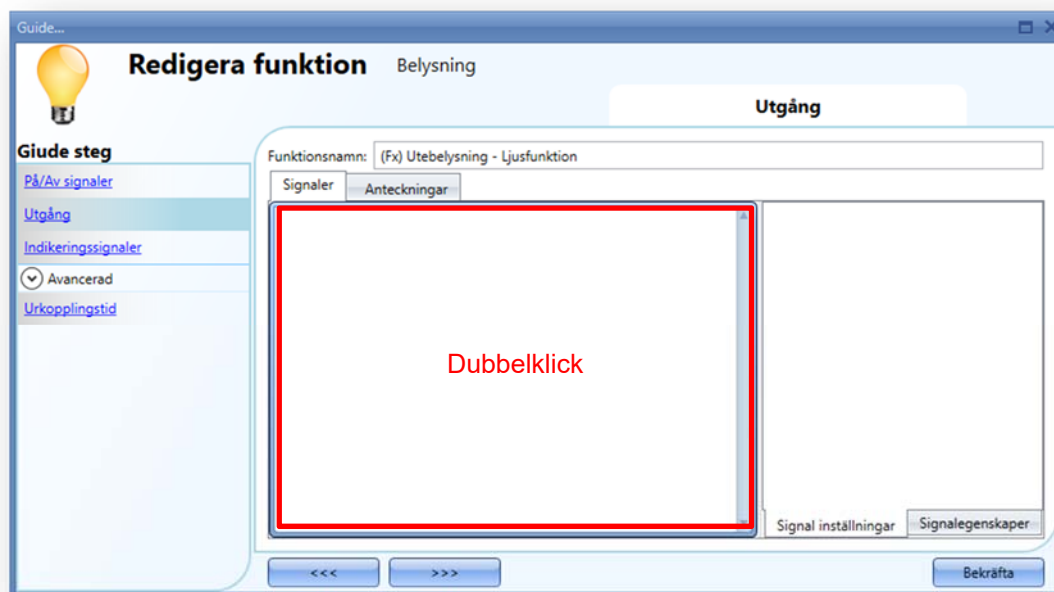 Guide...
Redigera funktion Belysning
Utgång
Giude steg
På/Av signaler
Utgång
Indikeringssignaler
Avancerad
Urkopplingstid
Funktionsnamn: (Fx) Utebelysning - Ljusfunktion
Signaler Anteckningar
Dubbelklick
Signal inställningar Signalegenskaper
<<< >>> Bekräfta